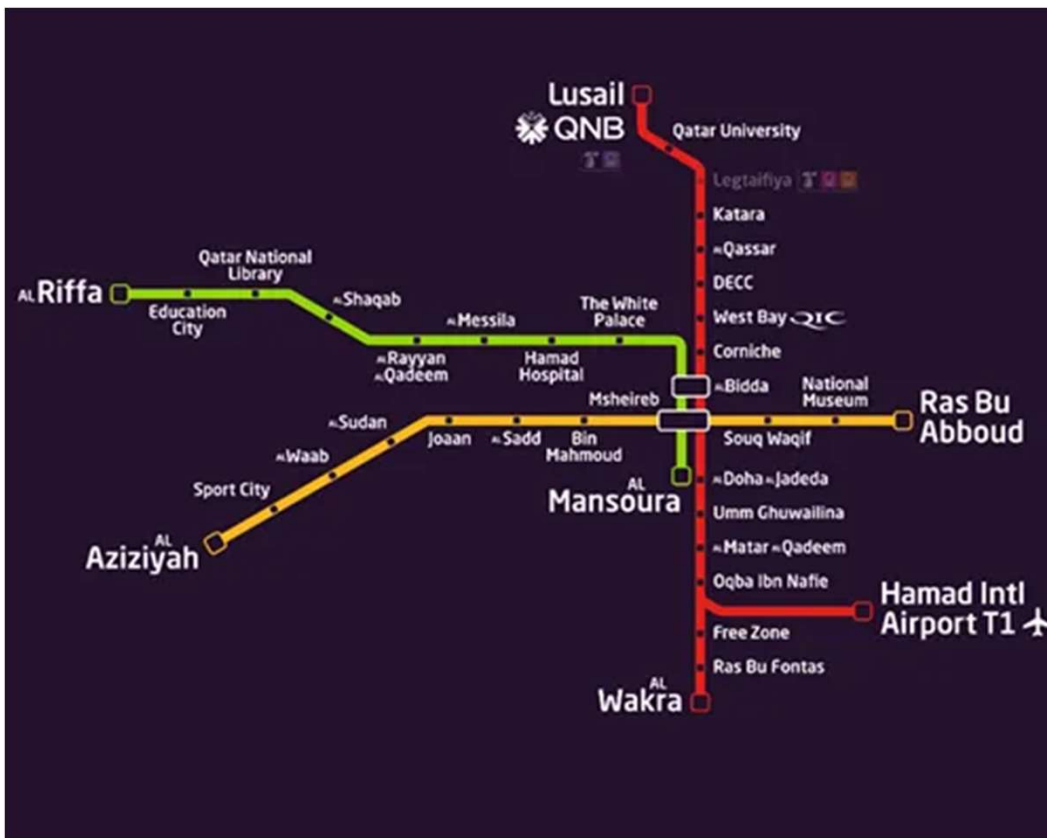 Lusail
QNB
Qatar University
Legtaifiya
Katara
AL Qassar
DECC
West Bay QIC
Corniche
AL Bidda
Qatar National
Library
AL Riffa
Education
City
AL Shaqab
AL Rayyan
AL Qadeem
AL Messila
Hamad
Hospital
The White
Palace
Msheireb
National
Museum
Ras Bu
Abboud
Souq Waqif
AL Sudan
Joaan
AL Sadd
Bin
Mahmoud
AL Waab
Sport City
AL
Aziziyah
AL
Mansoura
AL Doha AL Jadeda
Umm Ghuwailina
AL Matar AL Qadeem
Oqba Ibn Nafie
Hamad Intl
Airport T1
Free Zone
Ras Bu Fontas
AL
Wakra